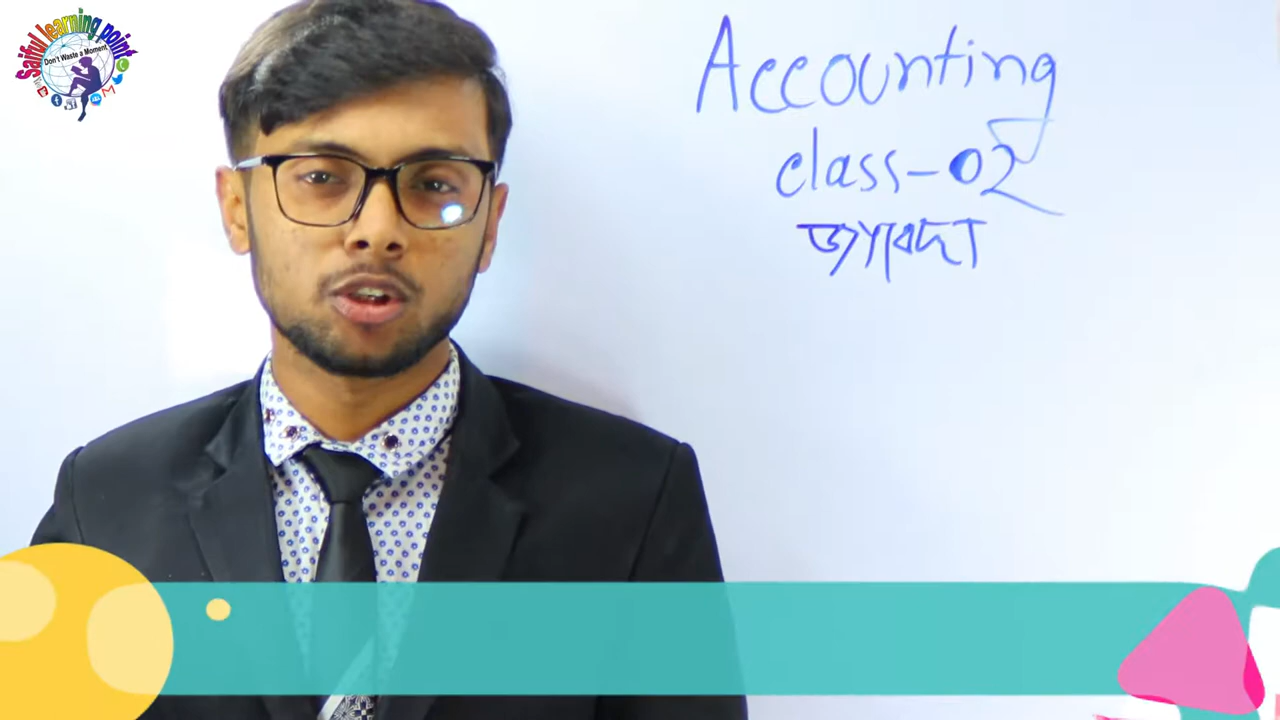 Saiful learning point
Don't Waste a Moment
Accounting
class-02
জাবেদা